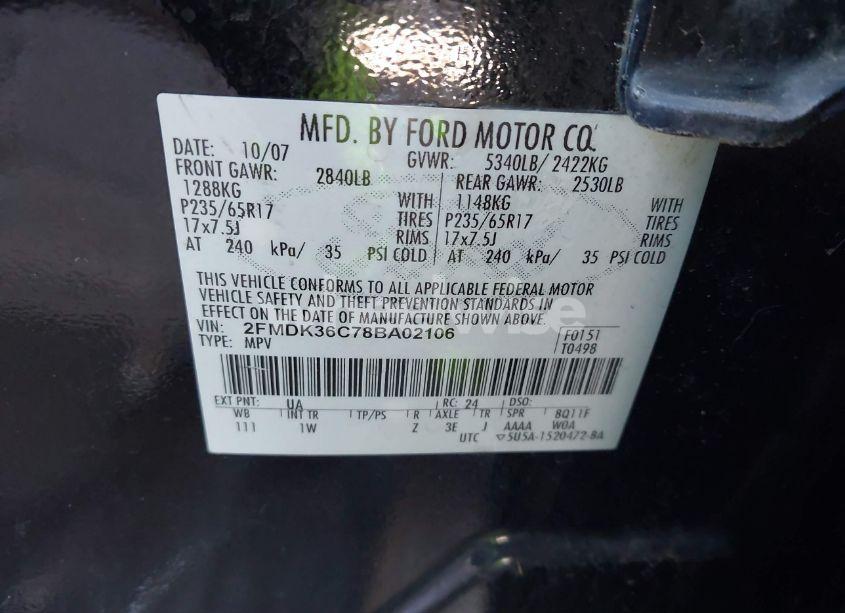 MFD. BY FORD MOTOR CO.
DATE: 10/07 GVWR: 5340LB/ 2422KG
FRONT GAWR: 2840LB REAR GAWR: 2530LB
1288KG WITH 1148KG WITH
P235/65R17 TIRES P235/65R17 TIRES
17x7.5J RIMS 17x7.5J RIMS
AT 240 kPa/ 35 PSI COLD AT 240 kPa/ 35 PSI COLD
THIS VEHICLE CONFORMS TO ALL APPLICABLE FEDERAL MOTOR
VEHICLE SAFETY AND THEFT PREVENTION STANDARDS IN
EFFECT ON THE DATE OF MANUFACTURE SHOWN ABOVE.
VIN: 2FMDK36C78BA02106 F0151
TYPE: MPV T0498
EXT PNT: UA RC: 24 DSO:
WB INT TR TP/PS R AXLE TR SPR 8Q11F
111 1W Z 3E J AAAA W0A
UTC 5U5A-1520472-BA